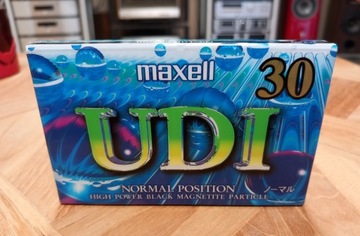 maxell
30
UDI
NORMAL POSITION ノーマル
HIGH POWER BLACK MAGNETITE PARTICLE